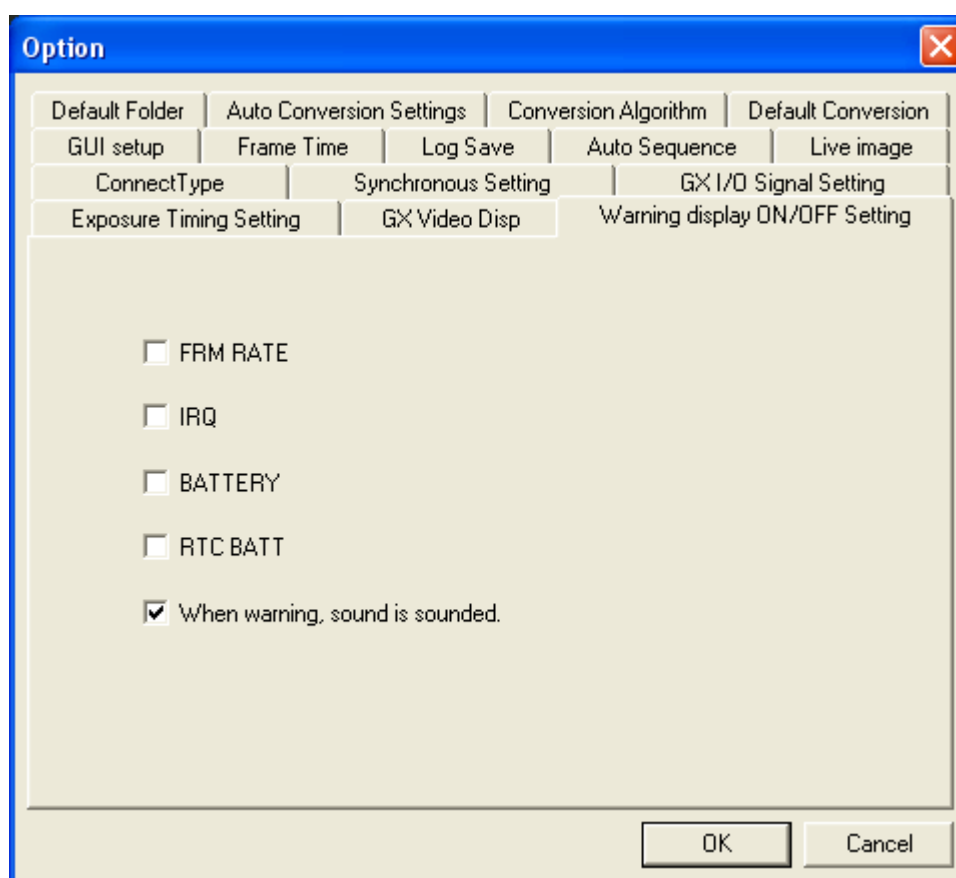 Option
Default Folder Auto Conversion Settings Conversion Algorithm Default Conversion
GUI setup Frame Time Log Save Auto Sequence Live image
ConnectType Synchronous Setting GX I/O Signal Setting
Exposure Timing Setting GX Video Disp Warning display ON/OFF Setting
FRM RATE
IRQ
BATTERY
RTC BATT
When warning, sound is sounded.
OK Cancel